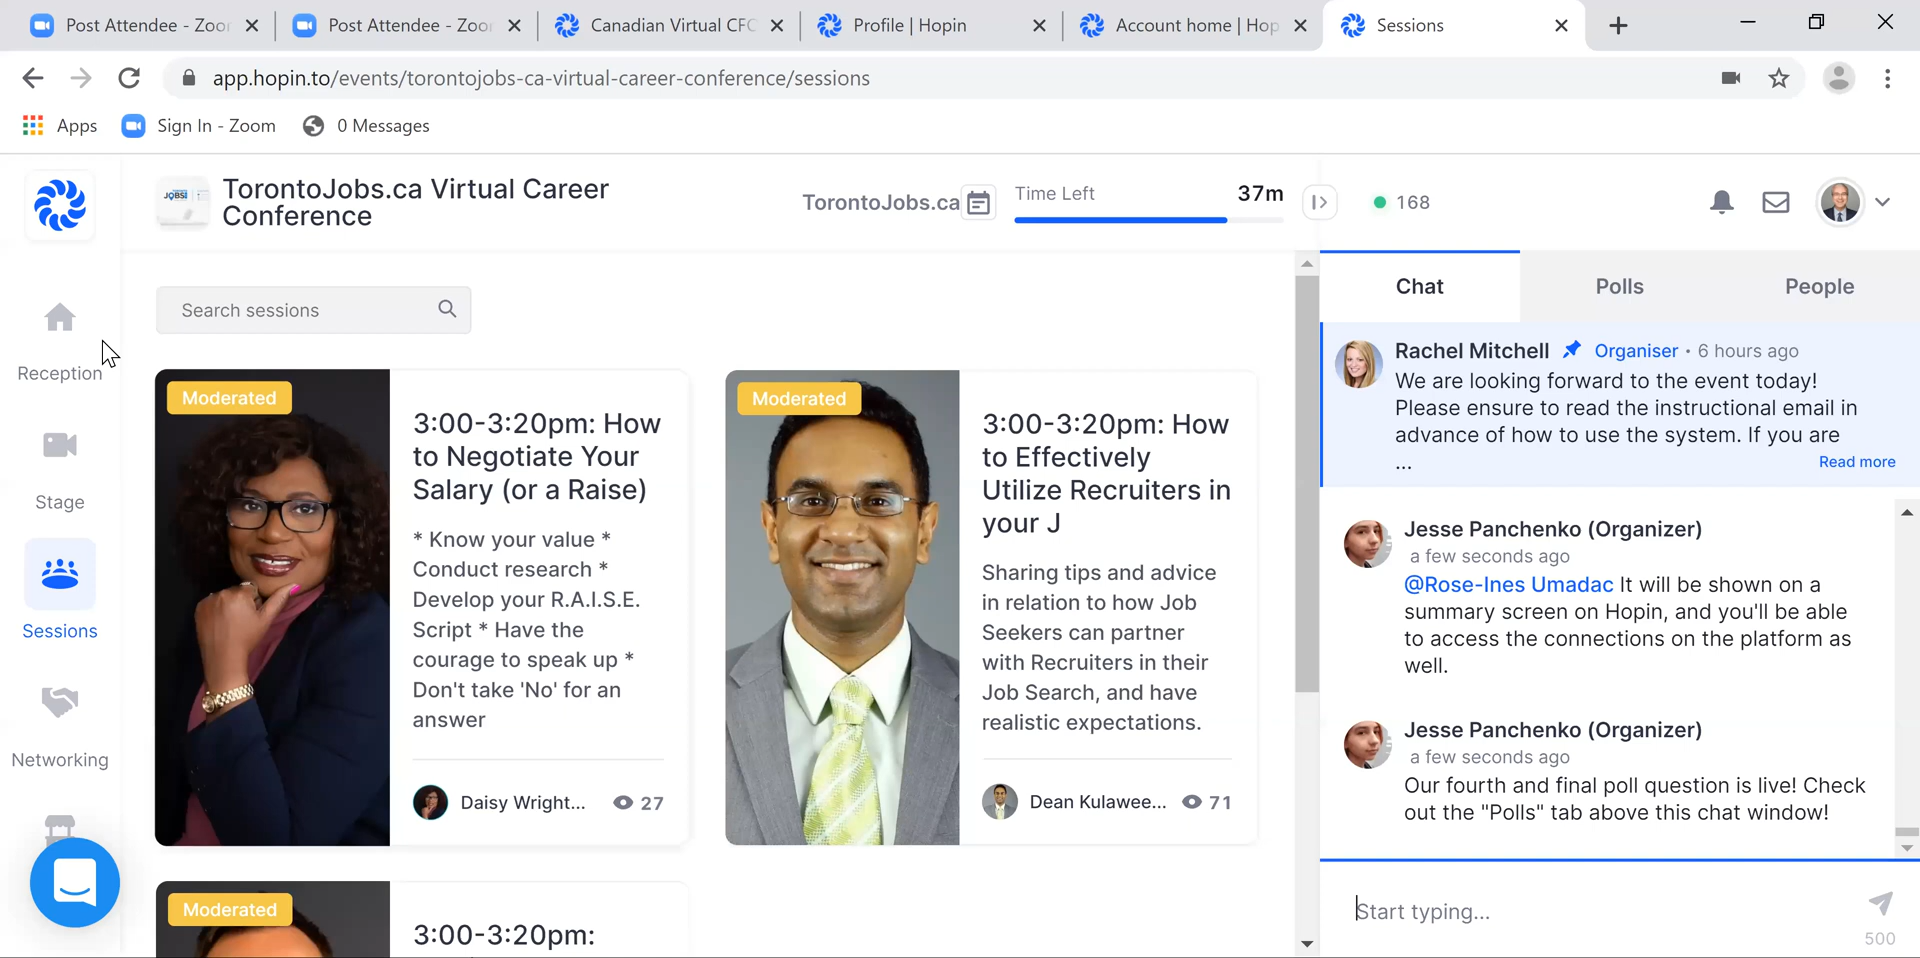 Post Attendee - Zoo
Post Attendee - Zoo
Canadian Virtual CFC
Profile | Hopin
Account home | Hop
Sessions
app.hopin.to/events/torontojobs-ca-virtual-career-conference/sessions
Apps
Sign In - Zoom
0 Messages
JOBS
TorontoJobs.ca Virtual Career
Conference
TorontoJobs.ca
Time Left
37m
168
Reception
Stage
Sessions
Networking
Search sessions
Moderated
3:00-3:20pm: How
to Negotiate Your
Salary (or a Raise)
* Know your value *
Conduct research *
Develop your R.A.I.S.E.
Script * Have the
courage to speak up *
Don't take 'No' for an
answer
Daisy Wright...
27
Moderated
3:00-3:20pm: How
to Effectively
Utilize Recruiters in
your J
Sharing tips and advice
in relation to how Job
Seekers can partner
with Recruiters in their
Job Search, and have
realistic expectations.
Dean Kulawee...
71
Moderated
3:00-3:20pm:
Chat
Polls
People
Rachel Mitchell Organiser • 6 hours ago
We are looking forward to the event today!
Please ensure to read the instructional email in
advance of how to use the system. If you are
...
Read more
Jesse Panchenko (Organizer)
a few seconds ago
@Rose-Ines Umadac It will be shown on a
summary screen on Hopin, and you'll be able
to access the connections on the platform as
well.
Jesse Panchenko (Organizer)
a few seconds ago
Our fourth and final poll question is live! Check
out the "Polls" tab above this chat window!
Start typing...
500